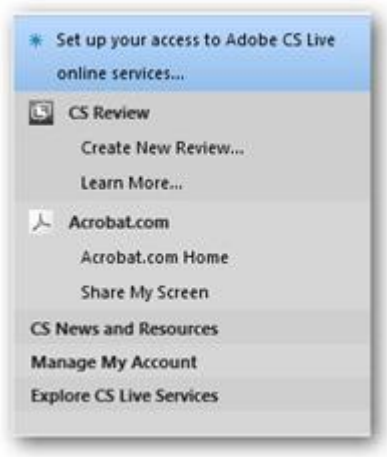 Set up your access to Adobe CS Live
online services...
CS Review
Create New Review...
Learn More...
Acrobat.com
Acrobat.com Home
Share My Screen
CS News and Resources
Manage My Account
Explore CS Live Services